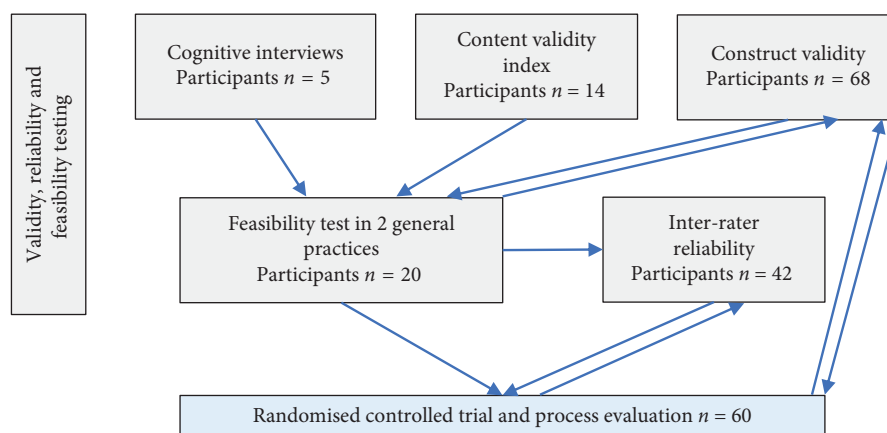 Validity, reliability and
feasibility testing
Cognitive interviews
Participants n = 5
Content validity
index
Participants n = 14
Construct validity
Participants n = 68
Feasibility test in 2 general
practices
Participants n = 20
Inter-rater
reliability
Participants n = 42
Randomised controlled trial and process evaluation n = 60